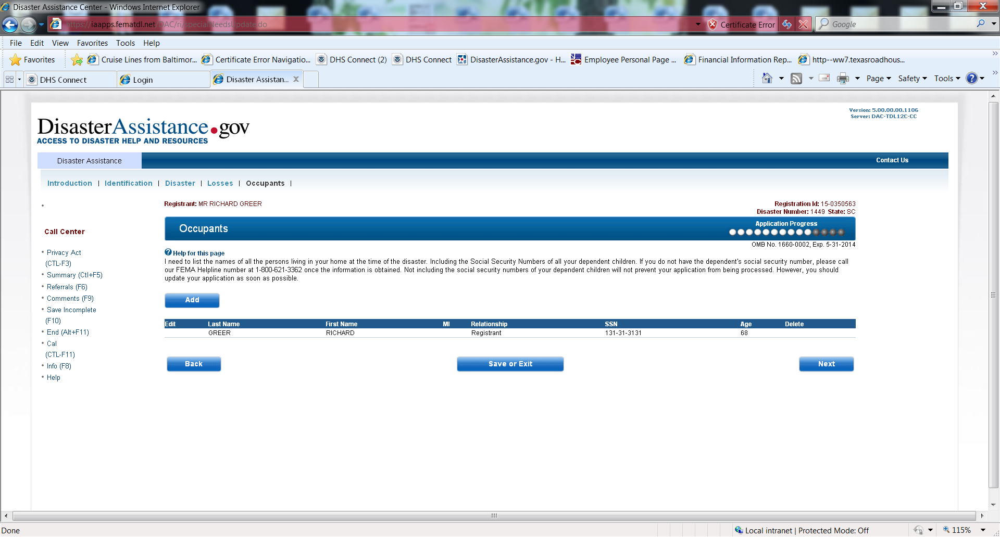 Disaster Assistance Center - Windows Internet Explorer
https://iaapps.fematdl.net/DAC/ri/specialNeedsUpdate.do
Certificate Error
Google
File Edit View Favorites Tools Help
Favorites
Cruise Lines from Baltimor...
Certificate Error Navigatio...
DHS Connect (2)
DHS Connect
DisasterAssistance.gov - H...
Employee Personal Page ...
Financial Information Rep...
http--ww7.texasroadhous...
DHS Connect
Login
Disaster Assistan...
Page
Safety
Tools
Version: 5.00.00.00.1106
Server: DAC-TDL12C-CC
DisasterAssistance.gov
ACCESS TO DISASTER HELP AND RESOURCES
Disaster Assistance
Contact Us
Introduction | Identification | Disaster | Losses | Occupants |
Registrant: MR RICHARD GREER
Registration Id: 15-0350563
Disaster Number: 1449 State: SC
Call Center
Privacy Act
(CTL-F3)
Summary (Ctl+F5)
Referrals (F6)
Comments (F9)
Save Incomplete
(F10)
End (Alt+F11)
Cal
(CTL-F11)
Info (F8)
Help
Occupants
Application Progress
OMB No. 1660-0002, Exp. 5-31-2014
Help for this page
I need to list the names of all the persons living in your home at the time of the disaster. Including the Social Security Numbers of all your dependent children. If you do not have the dependent's social security number, please call
our FEMA Helpline number at 1-800-621-3362 once the information is obtained. Not including the social security numbers of your dependent children will not prevent your application from being processed. However, you should
update your application as soon as possible.
Add
Edit Last Name First Name MI Relationship SSN Age Delete
GREER RICHARD Registrant 131-31-3131 68
Back
Save or Exit
Next
Done
Local intranet | Protected Mode: Off
115%